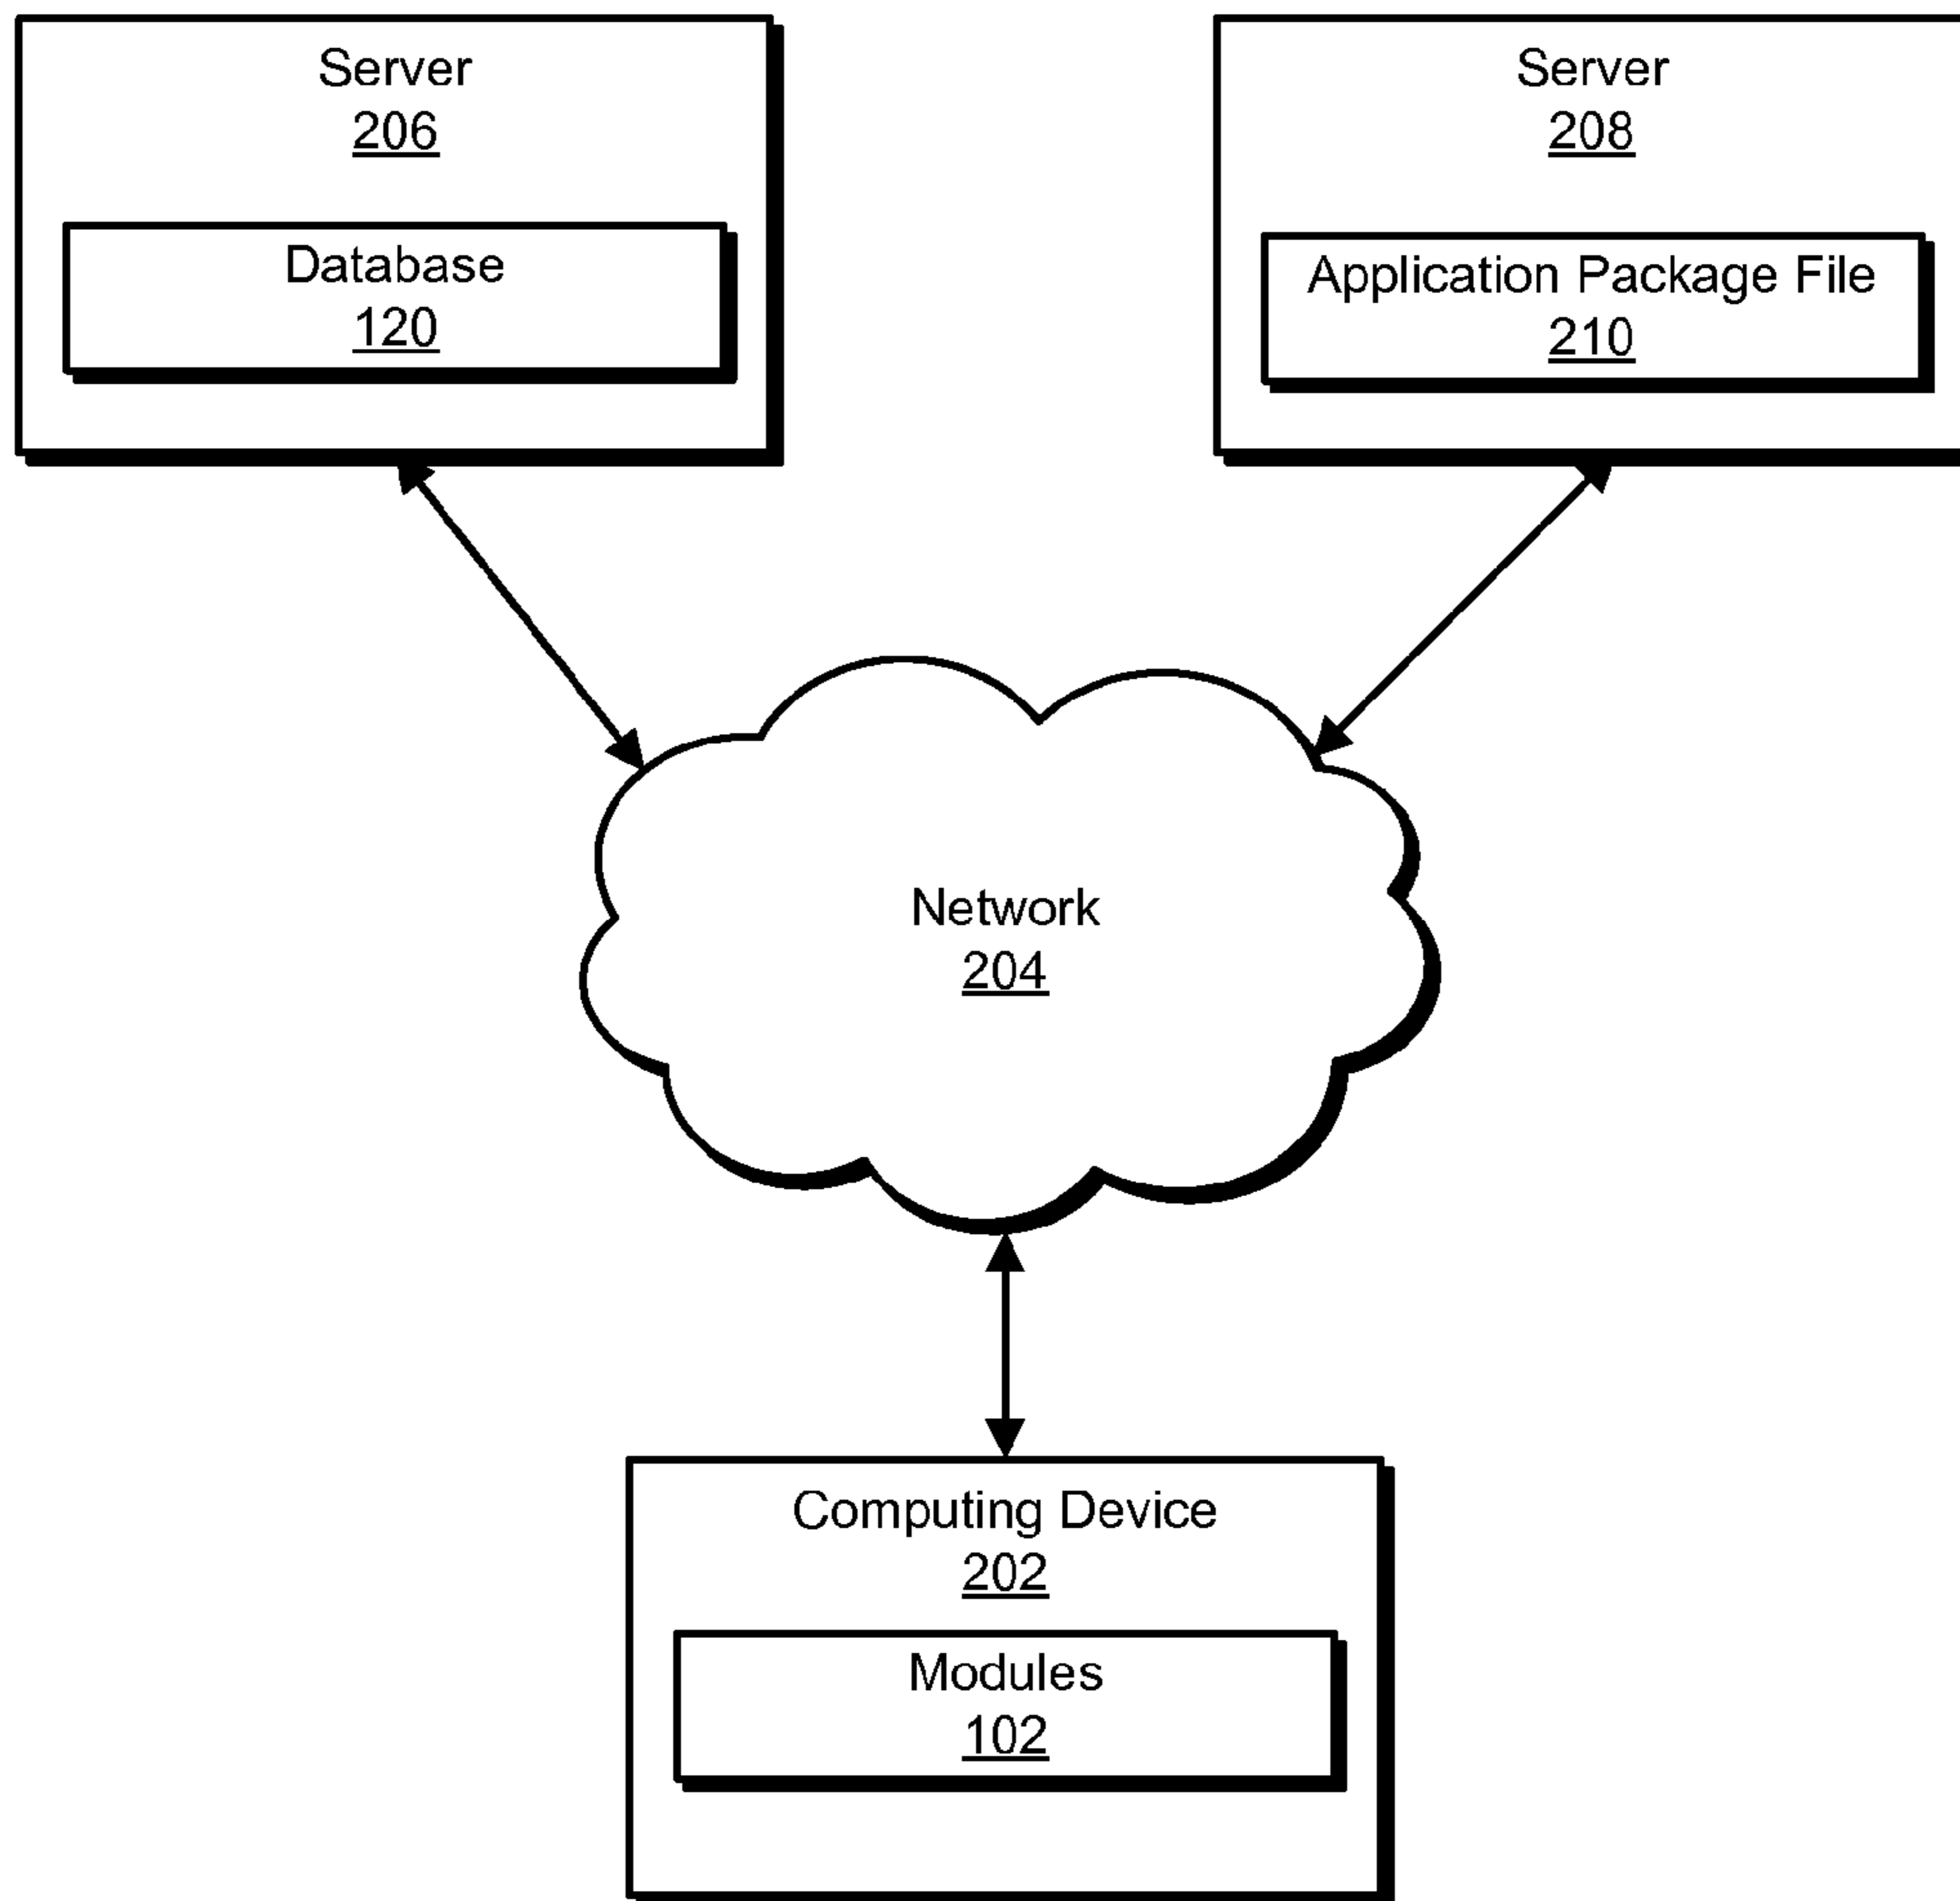 Server
206
Database
120
Server
208
Application Package File
210
Network
204
Computing Device
202
Modules
102